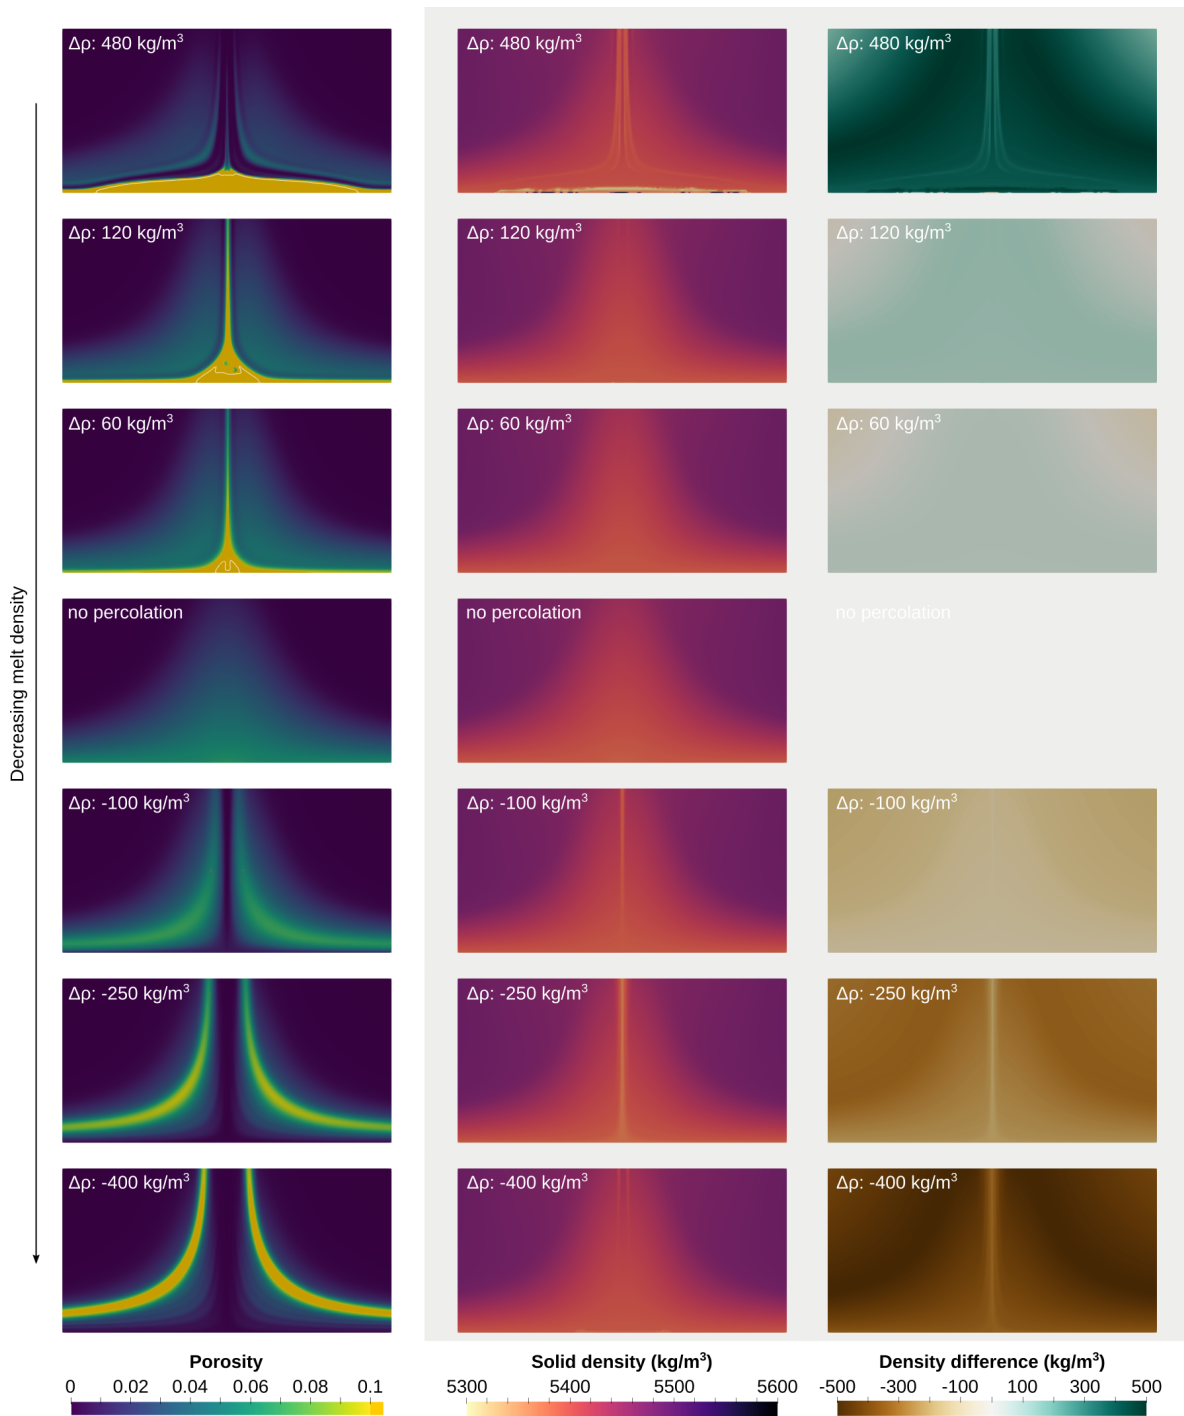 Δρ: 480 kg/m³ Δρ: 480 kg/m³ Δρ: 480 kg/m³
Δρ: 120 kg/m³ Δρ: 120 kg/m³ Δρ: 120 kg/m³
Δρ: 60 kg/m³ Δρ: 60 kg/m³ Δρ: 60 kg/m³
Decreasing melt density
no percolation no percolation no percolation
Δρ: -100 kg/m³ Δρ: -100 kg/m³ Δρ: -100 kg/m³
Δρ: -250 kg/m³ Δρ: -250 kg/m³ Δρ: -250 kg/m³
Δρ: -400 kg/m³ Δρ: -400 kg/m³ Δρ: -400 kg/m³
Porosity Solid density (kg/m³) Density difference (kg/m³)
0 0.02 0.04 0.06 0.1 5300 5400 5500 5600 -500 -300 -100 100 300 500